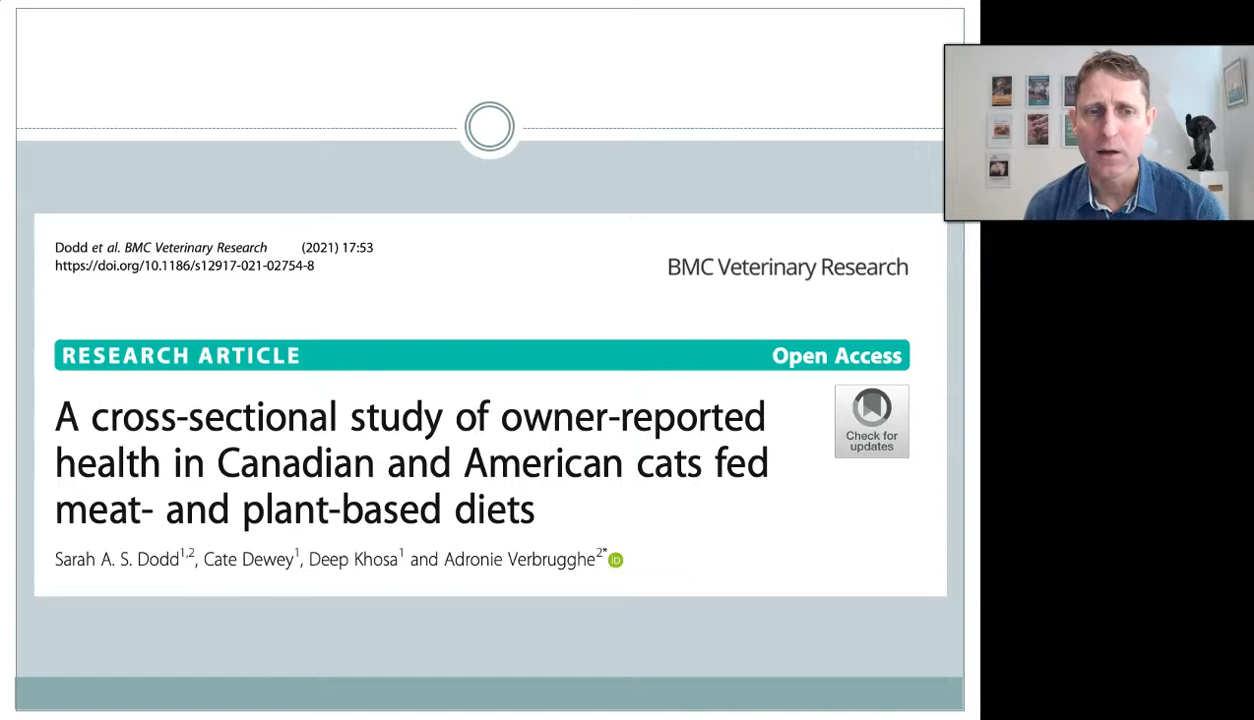 Dodd et al. BMC Veterinary Research (2021) 17:53
https://doi.org/10.1186/s12917-021-02754-8
BMC Veterinary Research
RESEARCH ARTICLE Open Access
A cross-sectional study of owner-reported
health in Canadian and American cats fed
meat- and plant-based diets
Check for
updates
Sarah A. S. Dodd1,2, Cate Dewey1, Deep Khosa1 and Adronie Verbrugghe2* iD